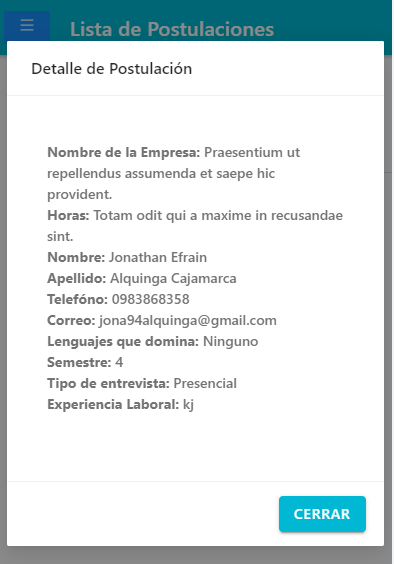 Lista de Postulaciones
Detalle de Postulación
Nombre de la Empresa: Praesentium ut
repellendus assumenda et saepe hic
provident.
Horas: Totam odit qui a maxime in recusandae
sint.
Nombre: Jonathan Efrain
Apellido: Alquinga Cajamarca
Telefóno: 0983868358
Correo: jona94alquinga@gmail.com
Lenguajes que domina: Ninguno
Semestre: 4
Tipo de entrevista: Presencial
Experiencia Laboral: kj
CERRAR